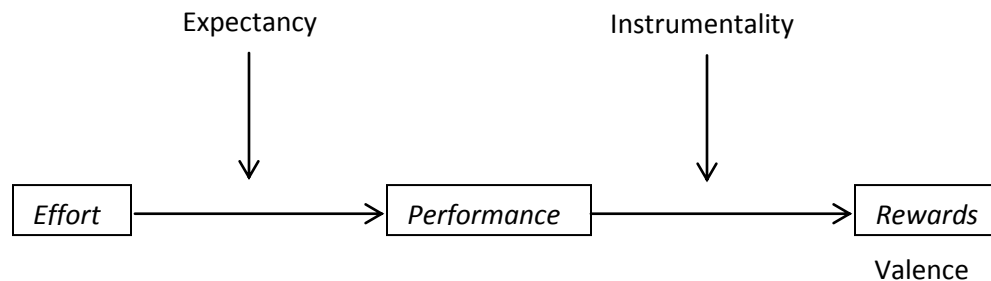 Expectancy
Instrumentality
Effort
Performance
Rewards
Valence